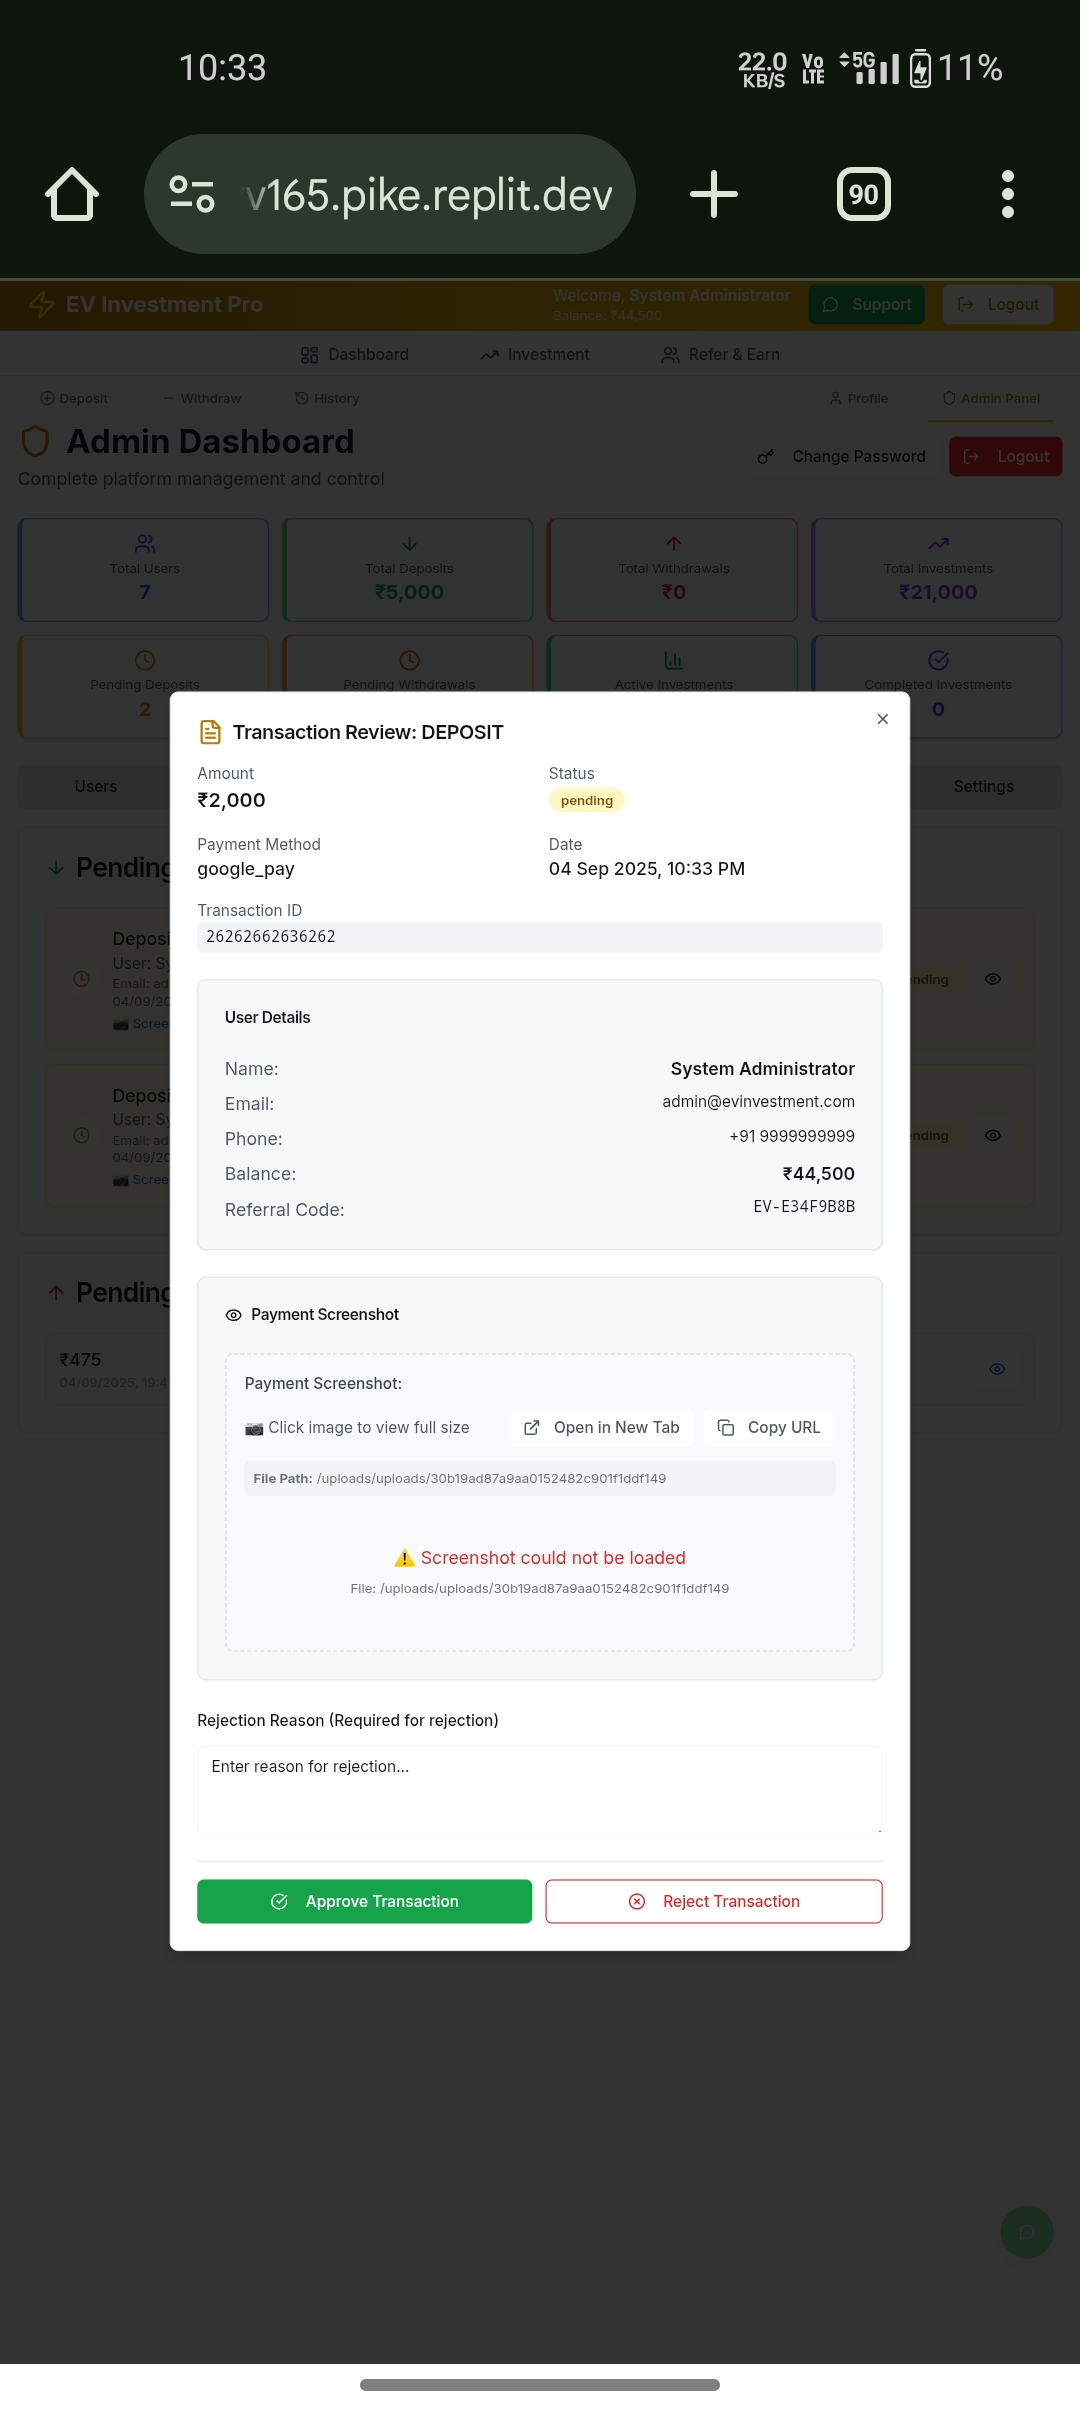 10:33
22.0 KB/S Vo LTE 5G 11%
v165.pike.replit.dev
90
EV Investment Pro
Welcome, System Administrator
Balance: ₹44,500
Support
Logout
Dashboard Investment Refer & Earn
Deposit Withdraw History Profile Admin Panel
Admin Dashboard
Complete platform management and control
Change Password
Logout
Total Users Total Deposits Total Withdrawals Total Investments
7 ₹5,000 ₹0 ₹21,000
Pending Deposits Pending Withdrawals Active Investments Completed Investments
2 0
Users Settings
Pending
Deposi
User: Sy
Email: ad
04/09/20
📷 Scree
nding
Deposi
User: Sy
Email: ad
04/09/20
📷 Scree
nding
Pending
₹475
04/09/2025, 19:4
Transaction Review: DEPOSIT
Amount Status
₹2,000 pending
Payment Method Date
google_pay 04 Sep 2025, 10:33 PM
Transaction ID
26262662636262
User Details
Name: System Administrator
Email: admin@evinvestment.com
Phone: +91 9999999999
Balance: ₹44,500
Referral Code: EV-E34F9B8B
Payment Screenshot
Payment Screenshot:
📷 Click image to view full size Open in New Tab Copy URL
File Path: /uploads/uploads/30b19ad87a9aa0152482c901f1ddf149
⚠️ Screenshot could not be loaded
File: /uploads/uploads/30b19ad87a9aa0152482c901f1ddf149
Rejection Reason (Required for rejection)
Enter reason for rejection...
Approve Transaction Reject Transaction